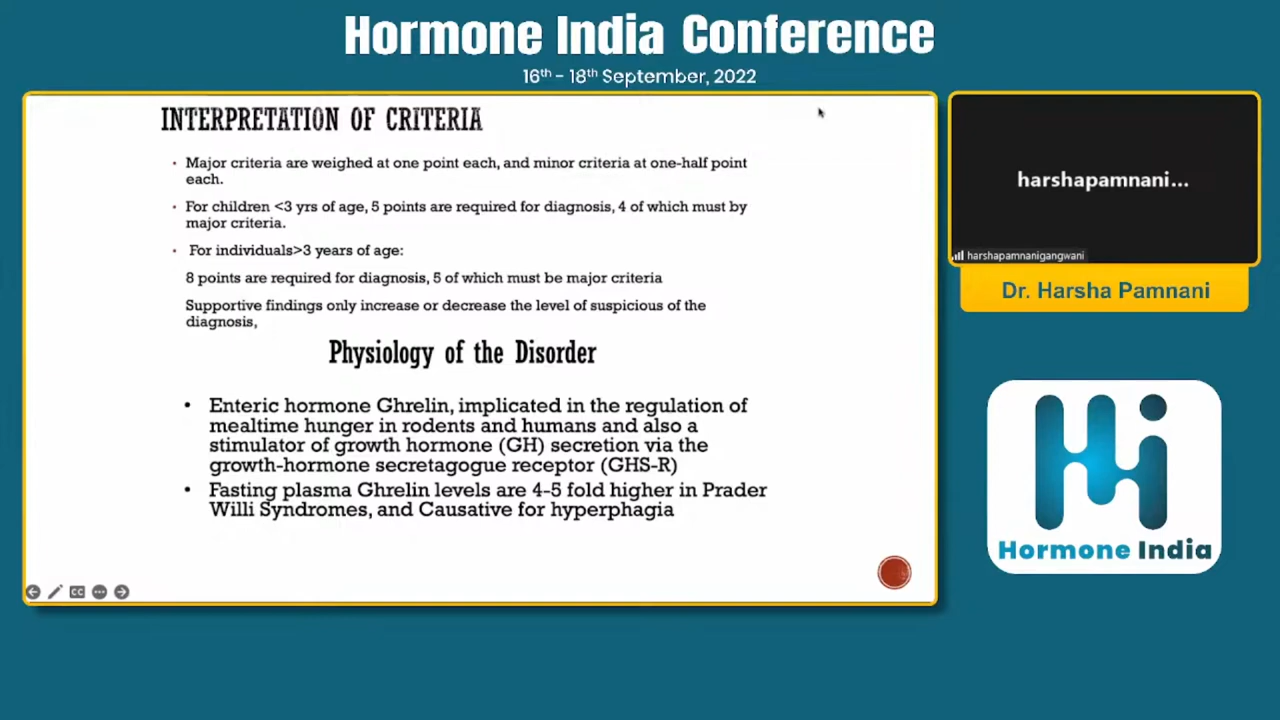 Hormone India Conference
16th - 18th September, 2022
INTERPRETATION OF CRITERIA
• Major criteria are weighed at one point each, and minor criteria at one-half point
each.
• For children <3 yrs of age, 5 points are required for diagnosis, 4 of which must by
major criteria.
• For individuals>3 years of age:
8 points are required for diagnosis, 5 of which must be major criteria
Supportive findings only increase or decrease the level of suspicious of the
diagnosis,
Physiology of the Disorder
• Enteric hormone Ghrelin, implicated in the regulation of
mealtime hunger in rodents and humans and also a
stimulator of growth hormone (GH) secretion via the
growth-hormone secretagogue receptor (GHS-R)
• Fasting plasma Ghrelin levels are 4-5 fold higher in Prader
Willi Syndromes, and Causative for hyperphagia
CC
harshapamnani...
harshapamnanigangwani
Dr. Harsha Pamnani
Hormone India